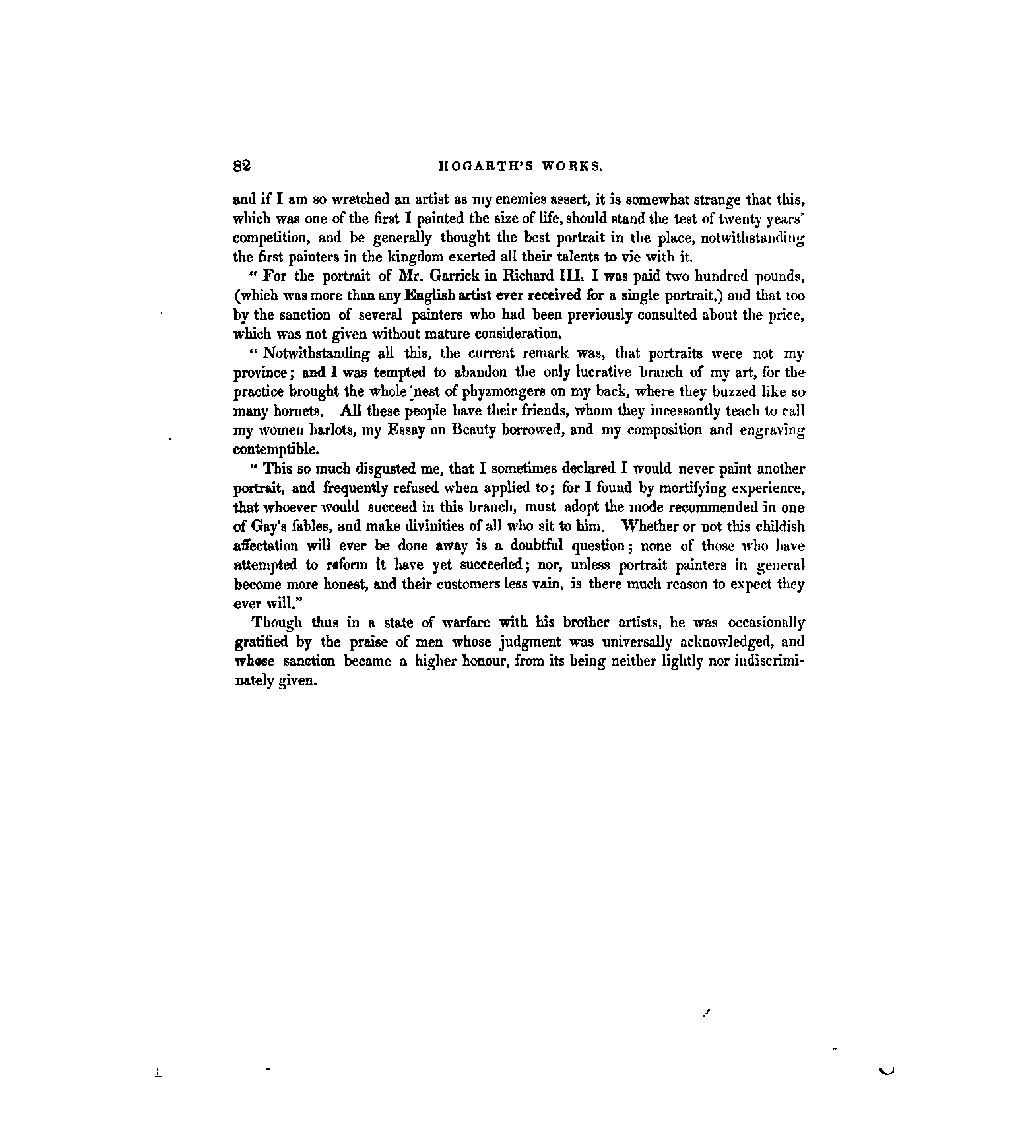 82 HOGARTH'S WORKS.
and if I am so wretched an artist as my enemies assert, it is somewhat strange that this,
which was one of the first I painted the size of life, should stand the test of twenty years'
competition, and be generally thought the best portrait in the place, notwithstanding
the first painters in the kingdom exerted all their talents to vie with it.
" For the portrait of Mr. Garrick in Richard III. I was paid two hundred pounds,
(which was more than any English artist ever received for a single portrait,) and that too
by the sanction of several painters who had been previously consulted about the price,
which was not given without mature consideration.
" Notwithstanding all this, the current remark was, that portraits were not my
province; and I was tempted to abandon the only lucrative branch of my art, for the
practice brought the whole nest of phyzmongers on my back, where they buzzed like so
many hornets. All these people have their friends, whom they incessantly teach to call
my women harlots, my Essay on Beauty borrowed, and my composition and engraving
contemptible.
" This so much disgusted me, that I sometimes declared I would never paint another
portrait, and frequently refused when applied to; for I found by mortifying experience,
that whoever would succeed in this branch, must adopt the mode recommended in one
of Gay's fables, and make divinities of all who sit to him. Whether or not this childish
affectation will ever be done away is a doubtful question; none of those who have
attempted to reform it have yet succeeded; nor, unless portrait painters in general
become more honest, and their customers less vain, is there much reason to expect they
ever will."
Though thus in a state of warfare with his brother artists, he was occasionally
gratified by the praise of men whose judgment was universally acknowledged, and
whose sanction became a higher honour, from its being neither lightly nor indiscrimi-
nately given.